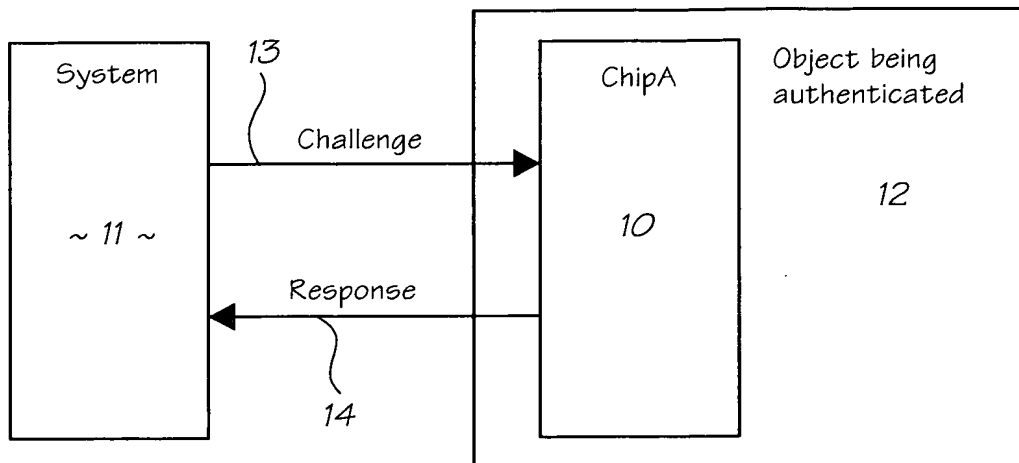 System
~ 11 ~
13
Challenge
Response
14
ChipA
10
Object being
authenticated
12